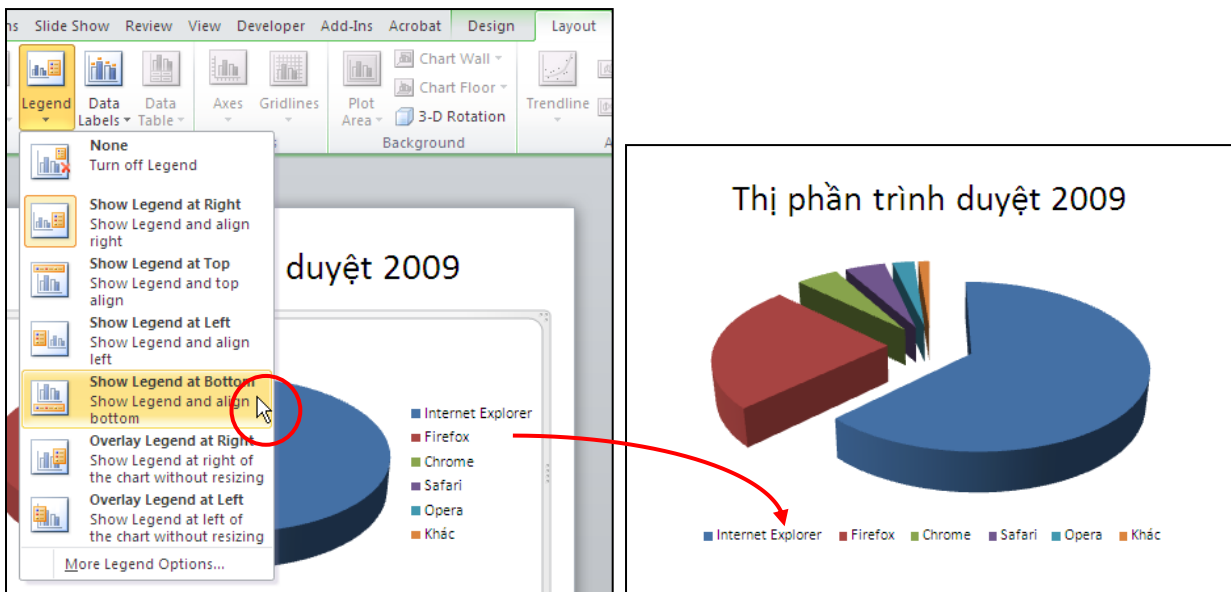 ns Slide Show Review View Developer Add-Ins Acrobat Design Layout
Legend
Data Labels
Data Table
Axes
Gridlines
Plot Area
Chart Wall
Chart Floor
3-D Rotation
Trendline
Background
A
None
Turn off Legend
Show Legend at Right
Show Legend and align
right
Show Legend at Top
Show Legend and top
align
Show Legend at Left
Show Legend and align
left
Show Legend at Bottom
Show Legend and align
bottom
Overlay Legend at Right
Show Legend at right of
the chart without resizing
Overlay Legend at Left
Show Legend at left of
the chart without resizing
More Legend Options...
duyệt 2009
Internet Explorer
Firefox
Chrome
Safari
Opera
Khác
Thị phần trình duyệt 2009
Internet Explorer Firefox Chrome Safari Opera Khác